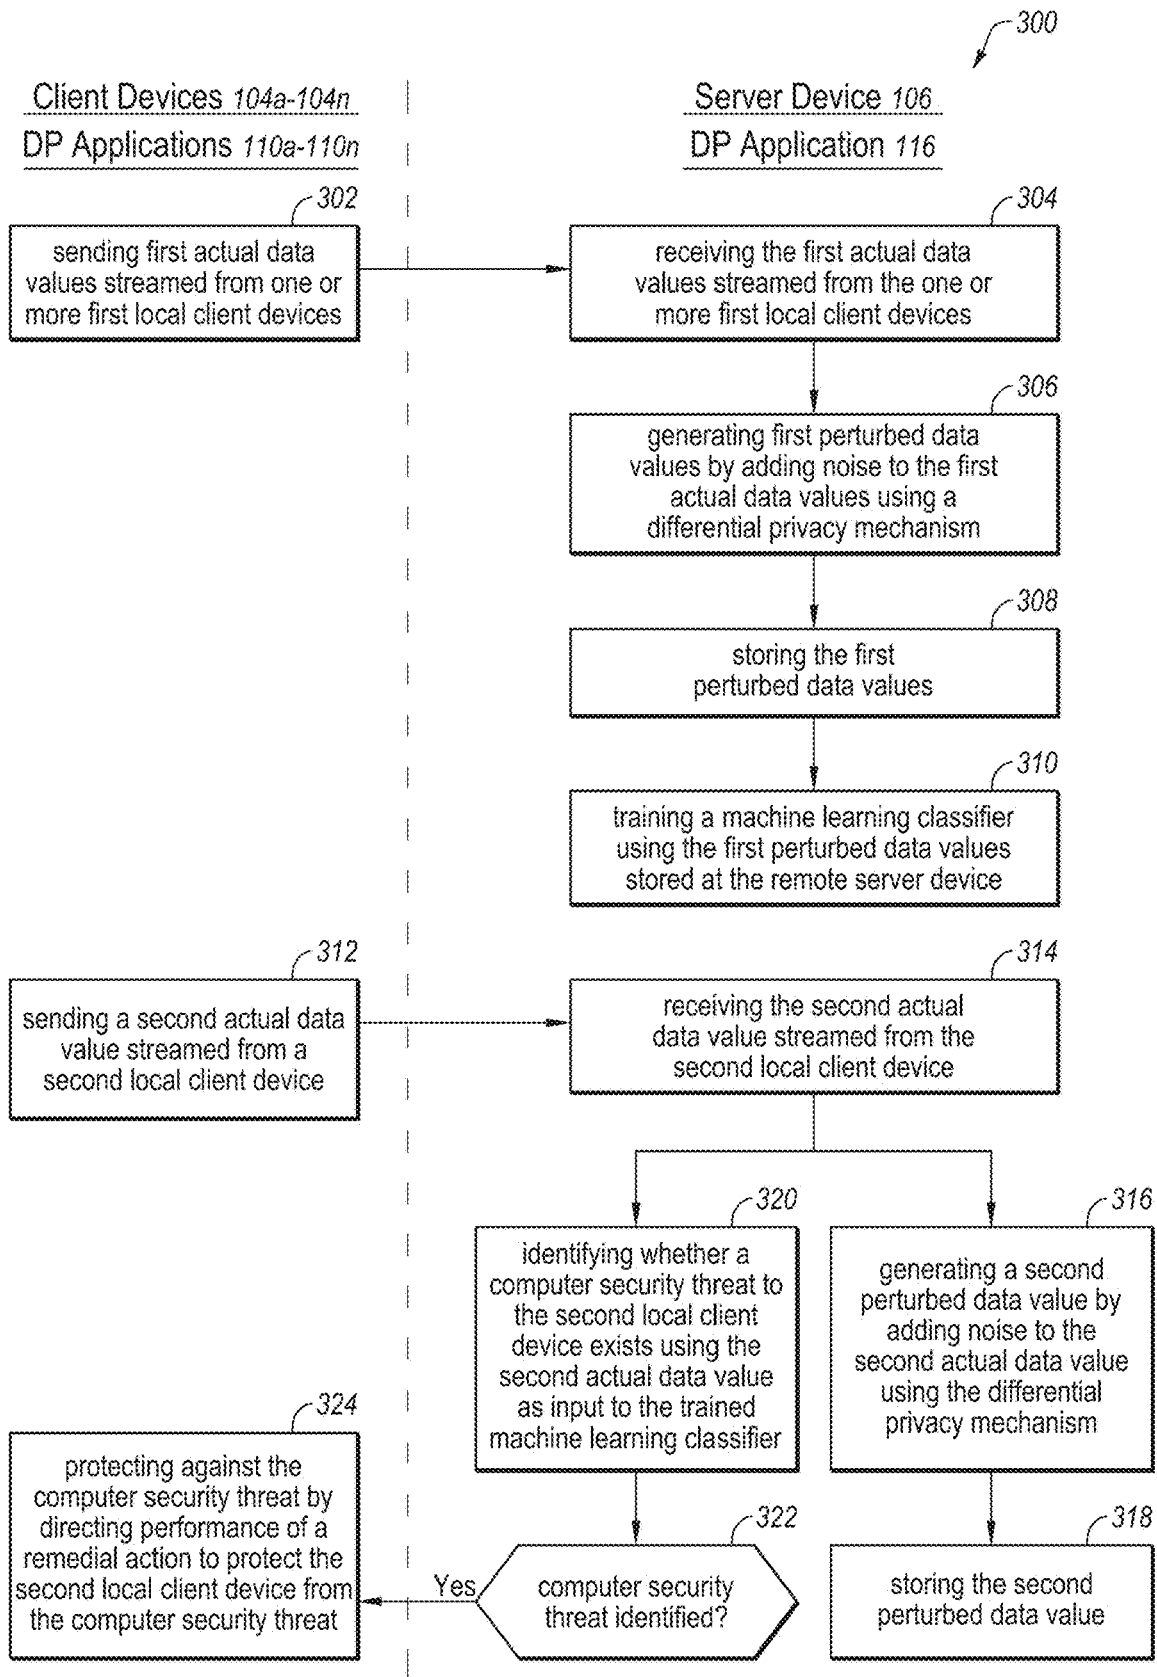 300
Client Devices 104a-104n
DP Applications 110a-110n
Server Device 106
DP Application 116
302
sending first actual data
values streamed from one or
more first local client devices
304
receiving the first actual data
values streamed from the one or
more first local client devices
306
generating first perturbed data
values by adding noise to the first
actual data values using a
differential privacy mechanism
308
storing the first
perturbed data values
310
training a machine learning classifier
using the first perturbed data values
stored at the remote server device
312
sending a second actual data
value streamed from a
second local client device
314
receiving the second actual
data value streamed from the
second local client device
320
identifying whether a
computer security threat to
the second local client
device exists using the
second actual data value
as input to the trained
machine learning classifier
316
generating a second
perturbed data value by
adding noise to the
second actual data value
using the differential
privacy mechanism
324
protecting against the
computer security threat by
directing performance of a
remedial action to protect the
second local client device from
the computer security threat
Yes
322
computer security
threat identified?
318
storing the second
perturbed data value